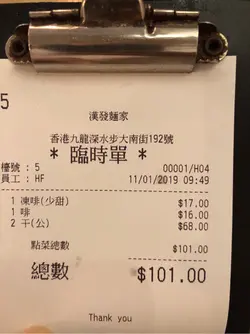 5
漢發麵家
香港九龍深水步大南街192號
* 臨時單 *
檯號 : 5 00001/H04
員工 : HF 11/01/2019 09:49
1 凍啡(少甜) $17.00
1 啡 $16.00
2 干(公) $68.00
點菜總數 $101.00
總數 $101.00
Thank you